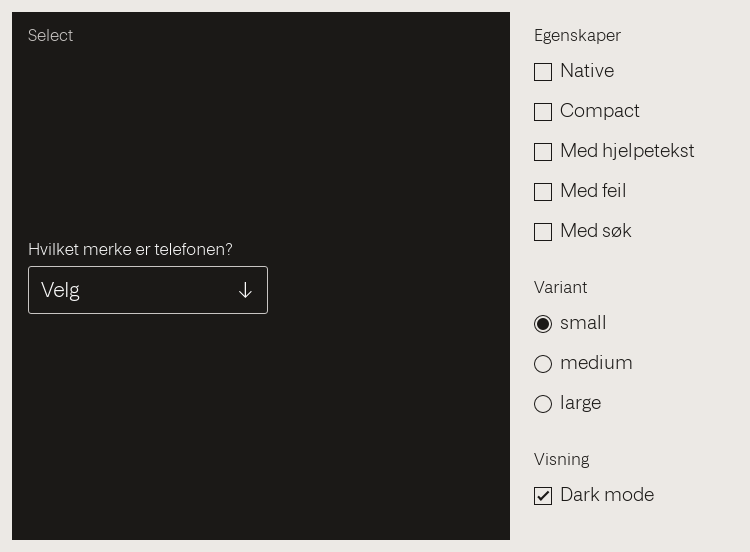 Select
Hvilket merke er telefonen?
Velg
Egenskaper
Native
Compact
Med hjelpetekst
Med feil
Med søk
Variant
small
medium
large
Visning
Dark mode